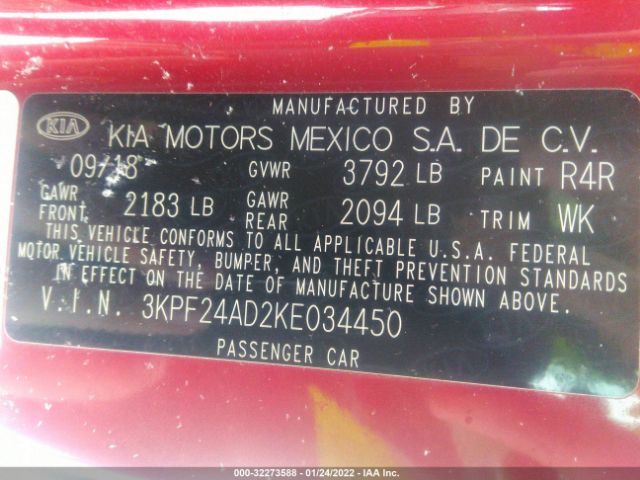 MANUFACTURED BY
KIA KIA MOTORS MEXICO S.A. DE C.V.
09/18 GVWR 3792 LB PAINT R4R
GAWR FRONT 2183 LB GAWR REAR 2094 LB TRIM WK
THIS VEHICLE CONFORMS TO ALL APPLICABLE U.S.A. FEDERAL
MOTOR VEHICLE SAFETY, BUMPER, AND THEFT PREVENTION STANDARDS
IN EFFECT ON THE DATE OF MANUFACTURE SHOWN ABOVE.
V.I.N. 3KPF24AD2KE034450
PASSENGER CAR
000-32273588 - 01/24/2022 - IAA Inc.